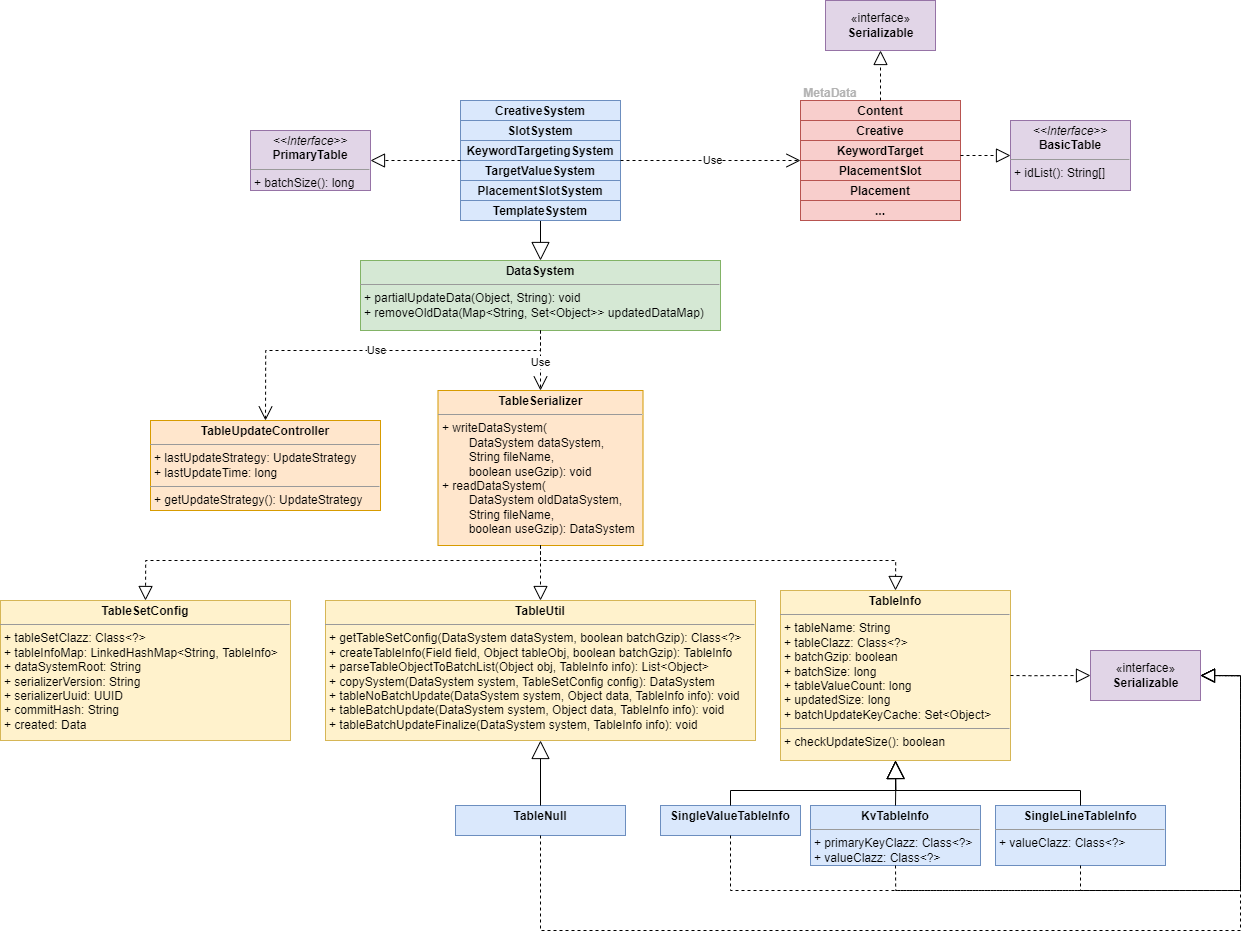 «interface»
Serializable
MetaData
CreativeSystem
SlotSystem
KeywordTargetingSystem
TargetValueSystem
PlacementSlotSystem
TemplateSystem
Content
Creative
KeywordTarget
PlacementSlot
Placement
...
<<Interface>>
PrimaryTable
+ batchSize(): long
Use
<<Interface>>
BasicTable
+ idList(): String[]
DataSystem
+ partialUpdateData(Object, String): void
+ removeOldData(Map<String, Set<Object>> updatedDataMap)
Use
Use
TableUpdateController
+ lastUpdateStrategy: UpdateStrategy
+ lastUpdateTime: long
+ getUpdateStrategy(): UpdateStrategy
TableSerializer
+ writeDataSystem(
DataSystem dataSystem,
String fileName,
boolean useGzip): void
+ readDataSystem(
DataSystem oldDataSystem,
String fileName,
boolean useGzip): DataSystem
TableSetConfig
+ tableSetClazz: Class<?>
+ tableInfoMap: LinkedHashMap<String, TableInfo>
+ dataSystemRoot: String
+ serializerVersion: String
+ serializerUuid: UUID
+ commitHash: String
+ created: Data
TableUtil
+ getTableSetConfig(DataSystem dataSystem, boolean batchGzip): Class<?>
+ createTableInfo(Field field, Object tableObj, boolean batchGzip): TableInfo
+ parseTableObjectToBatchList(Object obj, TableInfo info): List<Object>
+ copySystem(DataSystem system, TableSetConfig config): DataSystem
+ tableNoBatchUpdate(DataSystem system, Object data, TableInfo info): void
+ tableBatchUpdate(DataSystem system, Object data, TableInfo info): void
+ tableBatchUpdateFinalize(DataSystem system, TableInfo info): void
TableInfo
+ tableName: String
+ tableClazz: Class<?>
+ batchGzip: boolean
+ batchSize: long
+ tableValueCount: long
+ updatedSize: long
+ batchUpdateKeyCache: Set<Object>
+ checkUpdateSize(): boolean
«interface»
Serializable
TableNull
SingleValueTableInfo
KvTableInfo
+ primaryKeyClazz: Class<?>
+ valueClazz: Class<?>
SingleLineTableInfo
+ valueClazz: Class<?>